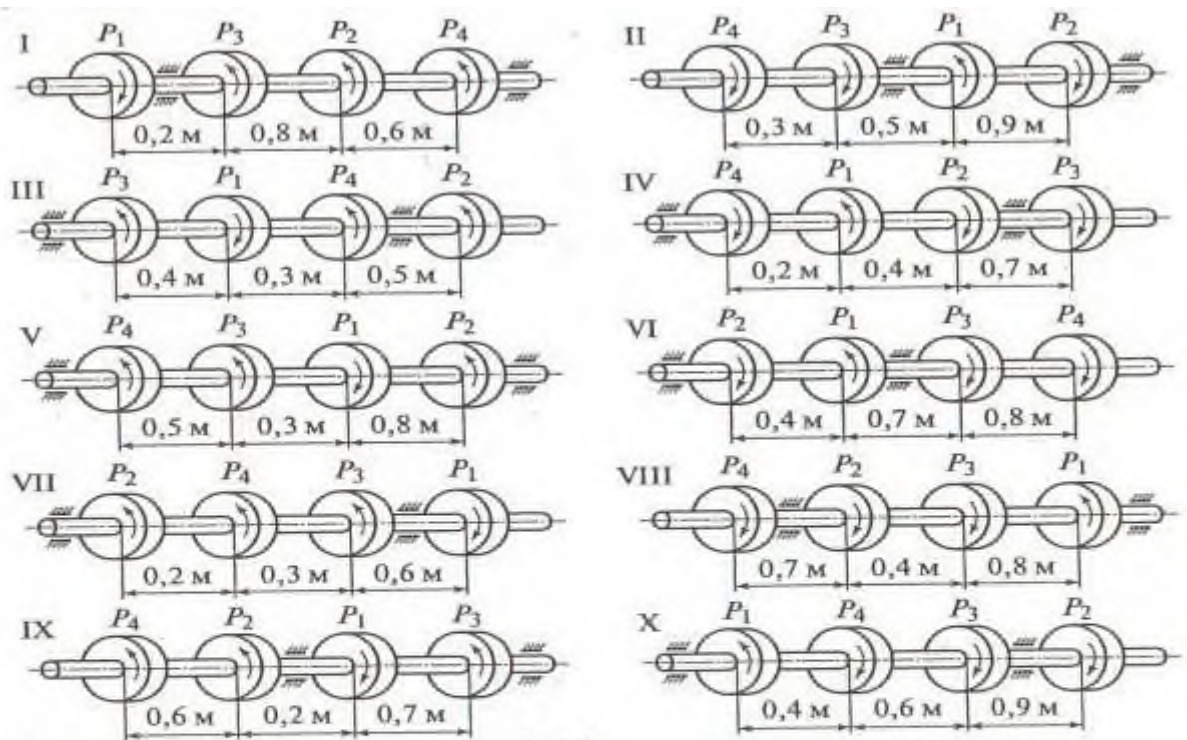 I P₁ P₃ P₂ P₄
0,2 м 0,8 м 0,6 м
II P₄ P₃ P₁ P₂
0,3 м 0,5 м 0,9 м
III P₃ P₁ P₄ P₂
0,4 м 0,3 м 0,5 м
IV P₄ P₁ P₂ P₃
0,2 м 0,4 м 0,7 м
V P₄ P₃ P₁ P₂
0,5 м 0,3 м 0,8 м
VI P₂ P₁ P₃ P₄
0,4 м 0,7 м 0,8 м
VII P₂ P₄ P₃ P₁
0,2 м 0,3 м 0,6 м
VIII P₄ P₂ P₃ P₁
0,7 м 0,4 м 0,8 м
IX P₄ P₂ P₁ P₃
0,6 м 0,2 м 0,7 м
X P₁ P₄ P₃ P₂
0,4 м 0,6 м 0,9 м